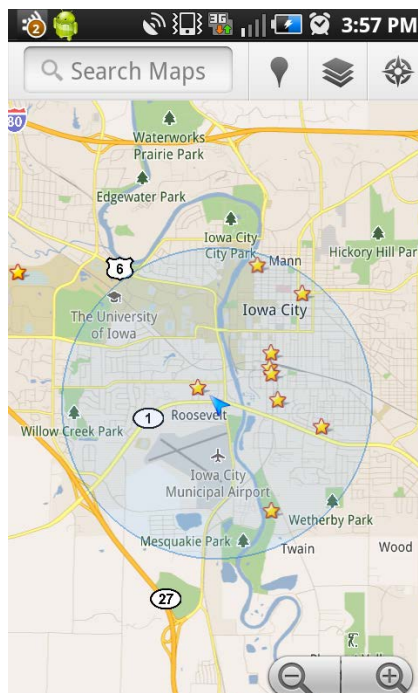 2
3G
3:57 PM
Search Maps
80
Waterworks
Prairie Park
Edgewater Park
Iowa City
City Park
Mann
Hickory Hill Par
6
The University
of Iowa
Iowa City
1
Roosevelt
Willow Creek Park
Iowa City
Municipal Airport
Wetherby Park
Mesquakie Park
Twain
Wood
27